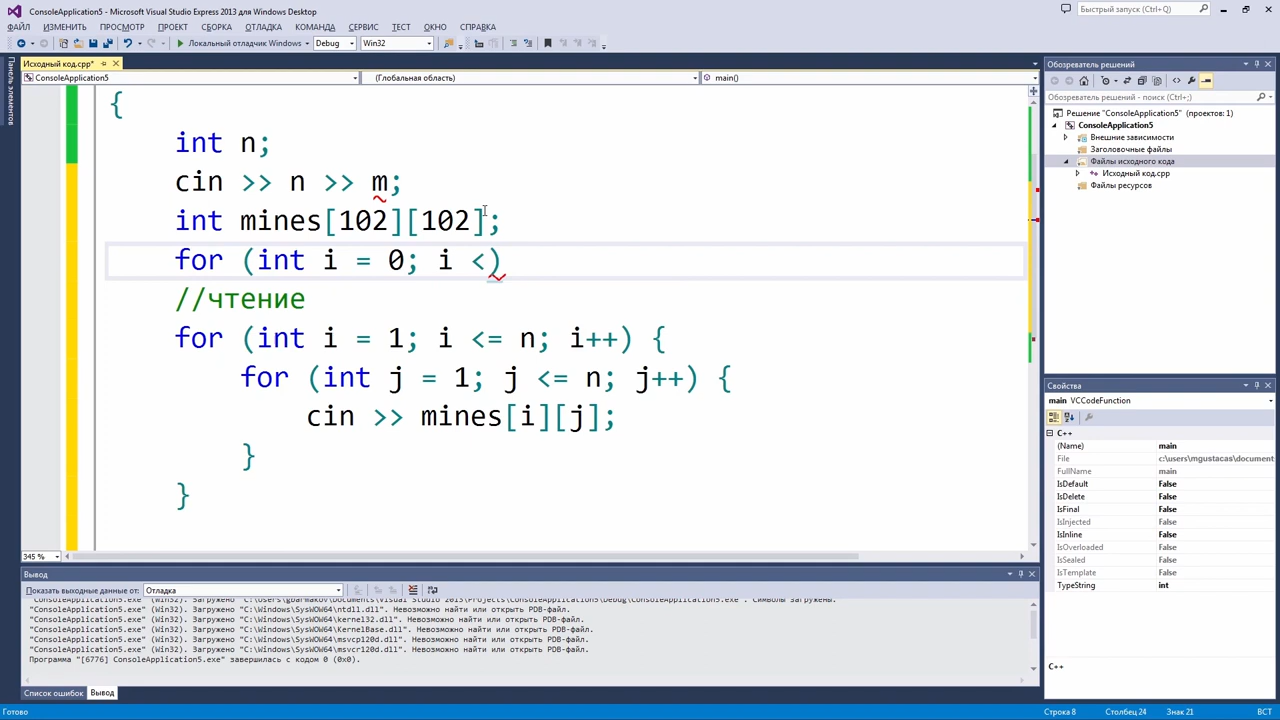 ConsoleApplication5 - Microsoft Visual Studio Express 2013 для Windows Desktop
Быстрый запуск (Ctrl+Q)
ФАЙЛ ИЗМЕНИТЬ ПРОСМОТР ПРОЕКТ СБОРКА ОТЛАДКА КОМАНДА СЕРВИС ТЕСТ ОКНО СПРАВКА
Локальный отладчик Windows Debug Win32
Панель элементов
Исходный код.cpp*
ConsoleApplication5 (Глобальная область) main()
{
int n;
cin >> n >> m;
int mines[102][102];
for (int i = 0; i <)
//чтение
for (int i = 1; i <= n; i++) {
for (int j = 1; j <= n; j++) {
cin >> mines[i][j];
}
}
345 %
Обозреватель решений
Обозреватель решений - поиск (Ctrl+;)
Решение "ConsoleApplication5" (проектов: 1)
ConsoleApplication5
Внешние зависимости
Заголовочные файлы
Файлы исходного кода
Исходный код.cpp
Файлы ресурсов
Свойства
main VCCodeFunction
C++
(Name) main
File c:\users\mgustacas\document
FullName main
IsDefault False
IsDelete False
IsFinal False
IsInjected False
IsInline False
IsOverloaded False
IsSealed False
IsTemplate False
TypeString int
C++
Вывод
Показать выходные данные от: Отладка
"ConsoleApplication5.exe" (Win32). Загружено "C:\Windows\SysWOW64\ntdll.dll". Невозможно найти или открыть PDB-файл.
"ConsoleApplication5.exe" (Win32). Загружено "C:\Windows\SysWOW64\kernel32.dll". Невозможно найти или открыть PDB-файл.
"ConsoleApplication5.exe" (Win32). Загружено "C:\Windows\SysWOW64\KernelBase.dll". Невозможно найти или открыть PDB-файл.
"ConsoleApplication5.exe" (Win32). Загружено "C:\Windows\SysWOW64\msvcp120d.dll". Невозможно найти или открыть PDB-файл.
"ConsoleApplication5.exe" (Win32). Загружено "C:\Windows\SysWOW64\msvcr120d.dll". Невозможно найти или открыть PDB-файл.
Программа "[6776] ConsoleApplication5.exe" завершилась с кодом 0 (0x0).
Список ошибок Вывод
Готово Строка 8 Столбец 24 Знак 21 ВСТ